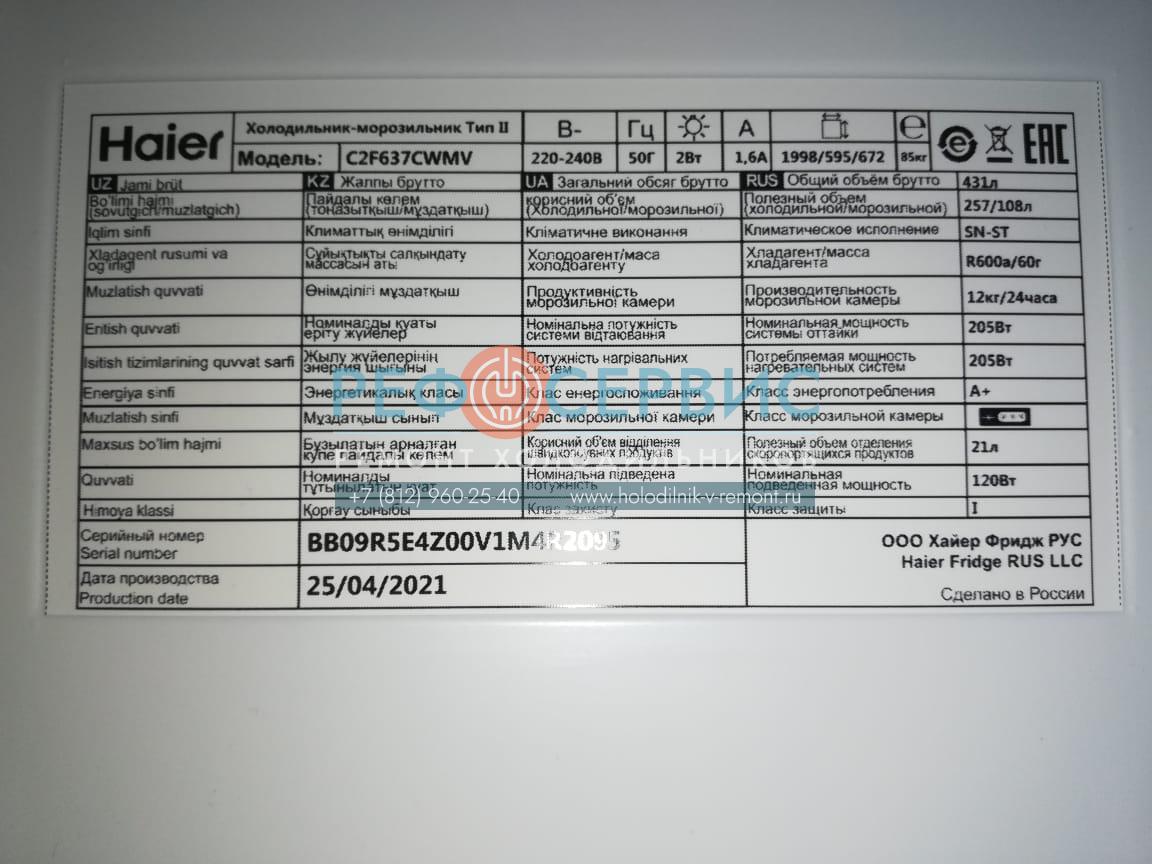 Haier
Холодильник-морозильник Тип II
В-
Гц
А
Модель: C2F637CWMV
220-240В
50Г
2Вт
1,6А
1998/595/672
85кг
EAC
UZ Jami brüt
KZ Жалпы брутто
UA Загальний обсяг брутто
RUS Общий объём брутто
431л
Bo'limi hajmi
(sovutgich/muzlatgich)
Пайдалы көлем
(тоңазытқыш/мұздатқыш)
корисний об'єм
(холодильної/морозильної)
Полезный объем
(холодильной/морозильной)
257/108л
Iqlim sinfi
Климаттық өнімділігі
Кліматичне виконання
Климатическое исполнение
SN-ST
Xladagent rusumi va
og'irligi
Сұйықтықты салқындату
массасын аты
Холодоагент/маса
холодоагенту
Хладагент/масса
хладагента
R600a/60г
Muzlatish quvvati
Өнімділігі мұздатқыш
Продуктивність
морозильної камери
Производительность
морозильной камеры
12кг/24часа
Eritish quvvati
Номиналды қуаты
еріту жүйелер
Номінальна потужність
системи відтаювання
Номинальная мощность
системы оттайки
205Вт
Isitish tizimlarining quvvat sarfi
Жылу жүйелерінің
энергия шығыны
Потужність нагрівальних
систем
Потребляемая мощность
нагревательных систем
205Вт
Energiya sinfi
Энергетикалық класы
Клас енергоспоживання
Класс энергопотребления
А+
Muzlatish sinfi
Мұздатқыш сынып
Клас морозильної камери
Класс морозильной камеры
Maxsus bo'lim hajmi
Бұзылатын арналған
купе пайдалы көлем
Корисний об'єм відділення
швидкопсувних продуктів
Полезный объем отделения
скоропортящихся продуктов
21л
Quvvati
Номиналды
тұтынылатын қуат
Номінальна підведена
потужність
Номинальная
подведенная мощность
120Вт
Himoya klassi
Қорғау сыныбы
Клас захисту
Класс защиты
I
РЕФ СЕРВИС
РЕМОНТ ХОЛОДИЛЬНИКОВ
+7 (812) 960-25-40
www.holodilnik-v-remont.ru
Серийный номер
Serial number
BB09R5E4Z00V1M4R2095
Дата производства
Production date
25/04/2021
ООО Хайер Фридж РУС
Haier Fridge RUS LLC
Сделано в России